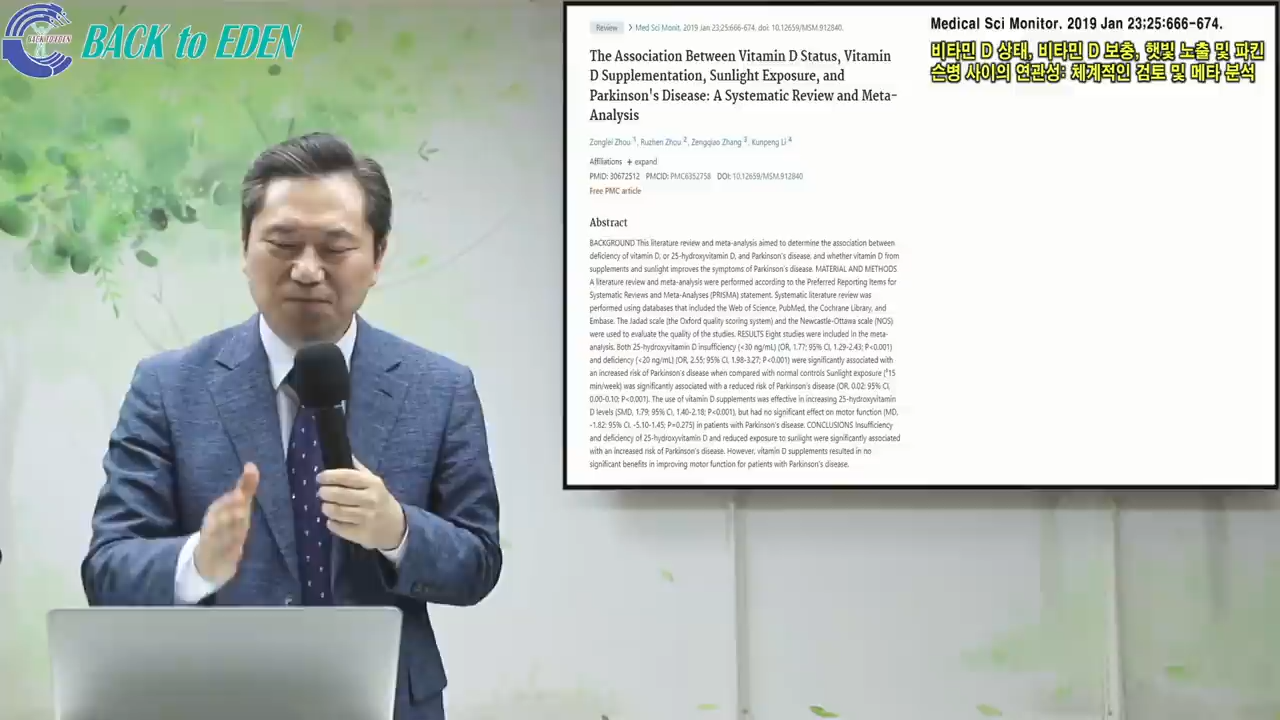 BACK to EDEN
BACK TO EDEN
Review
Med Sci Monit. 2019 Jan 23;25:666-674. doi: 10.12659/MSM.912840.
The Association Between Vitamin D Status, Vitamin
D Supplementation, Sunlight Exposure, and
Parkinson's Disease: A Systematic Review and Meta-
Analysis
Zonglei Zhou 1, Ruzhen Zhou 2, Zengqiao Zhang 3, Kunpeng Li 4
Affiliations + expand
PMID: 30672512 PMCID: PMC6352758 DOI: 10.12659/MSM.912840
Free PMC article
Abstract
BACKGROUND This literature review and meta-analysis aimed to determine the association between
deficiency of vitamin D, or 25-hydroxyvitamin D, and Parkinson's disease, and whether vitamin D from
supplements and sunlight improves the symptoms of Parkinson's disease. MATERIAL AND METHODS
A literature review and meta-analysis were performed according to the Preferred Reporting Items for
Systematic Reviews and Meta-Analyses (PRISMA) statement. Systematic literature review was
performed using databases that included the Web of Science, PubMed, the Cochrane Library, and
Embase. The Jadad scale (the Oxford quality scoring system) and the Newcastle-Ottawa scale (NOS)
were used to evaluate the quality of the studies. RESULTS Eight studies were included in the meta-
analysis. Both 25-hydroxyvitamin D insufficiency (<30 ng/mL) (OR, 1.77; 95% CI, 1.29-2.43; P<0.001)
and deficiency (<20 ng/mL) (OR, 2.55; 95% CI, 1.98-3.27; P<0.001) were significantly associated with
an increased risk of Parkinson's disease when compared with normal controls Sunlight exposure (³15
min/week) was significantly associated with a reduced risk of Parkinson's disease (OR, 0.02; 95% CI,
0.00-0.10; P<0.001). The use of vitamin D supplements was effective in increasing 25-hydroxyvitamin
D levels (SMD, 1.79; 95% CI, 1.40-2.18; P<0.001), but had no significant effect on motor function (MD,
-1.82; 95% CI, -5.10-1.45; P=0.275) in patients with Parkinson's disease. CONCLUSIONS Insufficiency
and deficiency of 25-hydroxyvitamin D and reduced exposure to sunlight were significantly associated
with an increased risk of Parkinson's disease. However, vitamin D supplements resulted in no
significant benefits in improving motor function for patients with Parkinson's disease.
Medical Sci Monitor. 2019 Jan 23;25:666-674.
비타민 D 상태, 비타민 D 보충, 햇빛 노출 및 파킨
슨병 사이의 연관성: 체계적인 검토 및 메타 분석